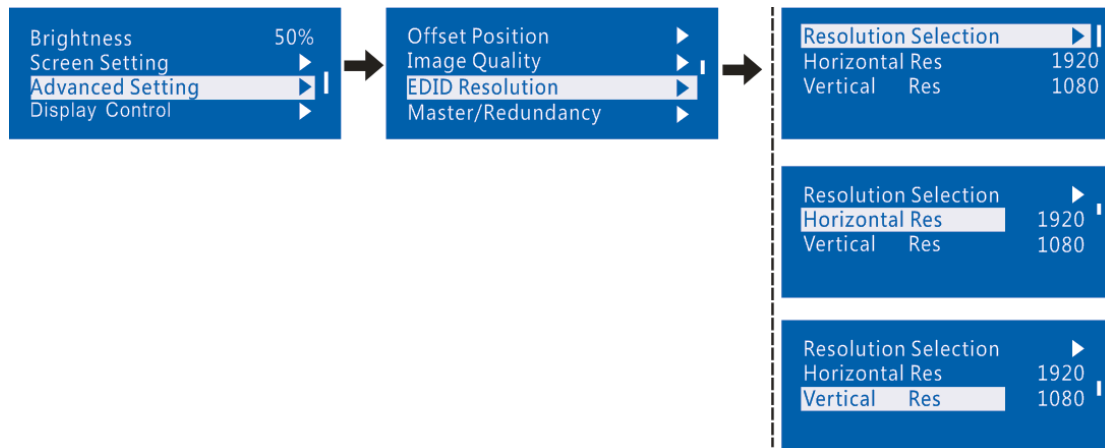 Brightness 50%
Screen Setting
Advanced Setting
Display Control
Offset Position
Image Quality
EDID Resolution
Master/Redundancy
Resolution Selection
Horizontal Res 1920
Vertical Res 1080
Resolution Selection
Horizontal Res 1920
Vertical Res 1080
Resolution Selection
Horizontal Res 1920
Vertical Res 1080